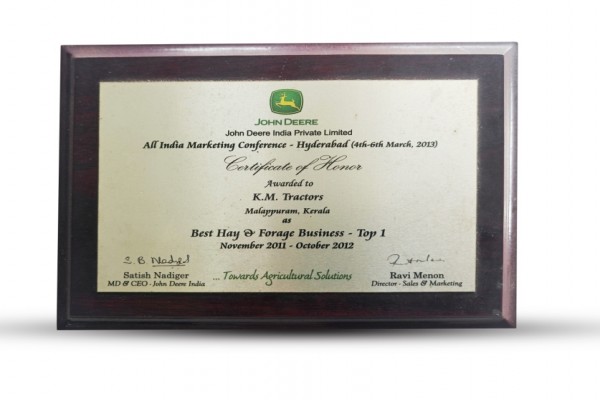 JOHN DEERE
John Deere India Private Limited
All India Marketing Conference - Hyderabad (4th-6th March, 2013)
Certificate of Honor
Awarded to
K.M. Tractors
Malappuram, Kerala
as
Best Hay & Forage Business - Top 1
November 2011 - October 2012
Satish Nadiger
MD & CEO - John Deere India
...Towards Agricultural Solutions
Ravi Menon
Director - Sales & Marketing